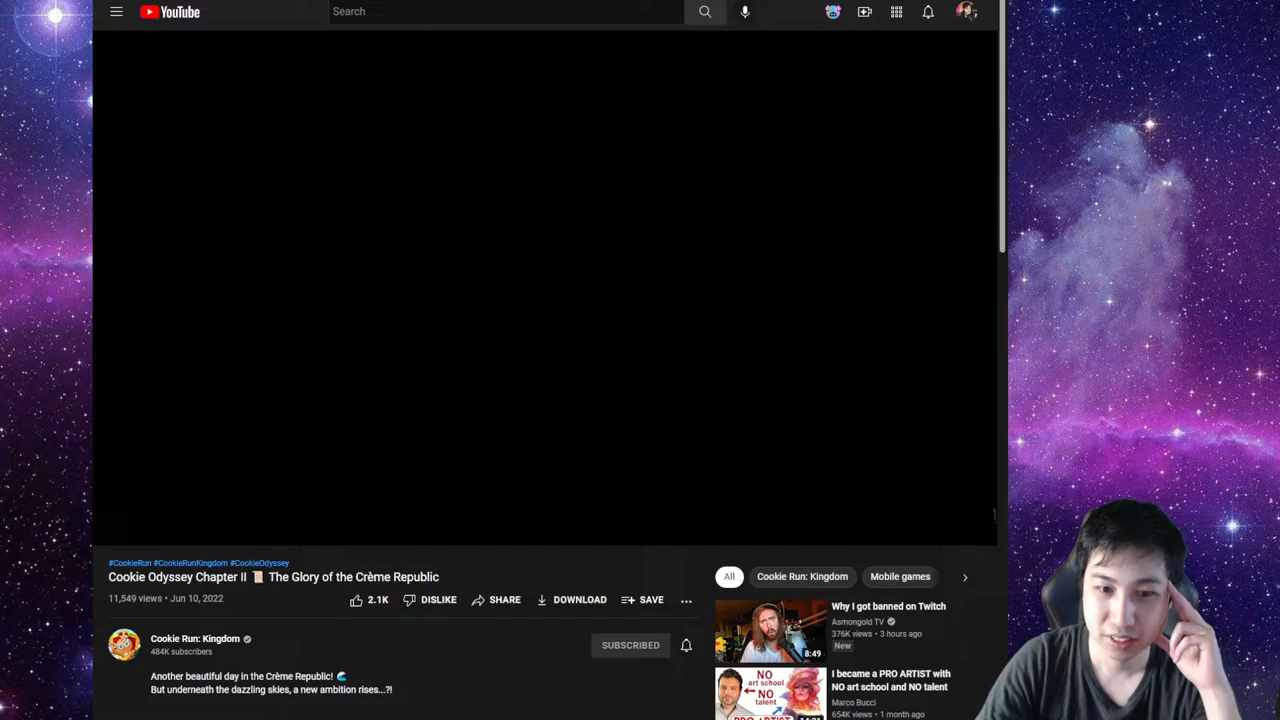 YouTube
Search
#CookieRun #CookieRunKingdom #CookieOdyssey
Cookie Odyssey Chapter II 📜 The Glory of the Crème Republic
11,549 views • Jun 10, 2022
2.1K
DISLIKE
SHARE
DOWNLOAD
SAVE
Cookie Run: Kingdom
484K subscribers
SUBSCRIBED
Another beautiful day in the Crème Republic! 🌊
But underneath the dazzling skies, a new ambition rises...?!
All
Cookie Run: Kingdom
Mobile games
Why I got banned on Twitch
Asmongold TV
376K views • 3 hours ago
New
8:49
I became a PRO ARTIST with
NO art school and NO talent
Marco Bucci
654K views • 1 month ago
NO
art school
NO
talent